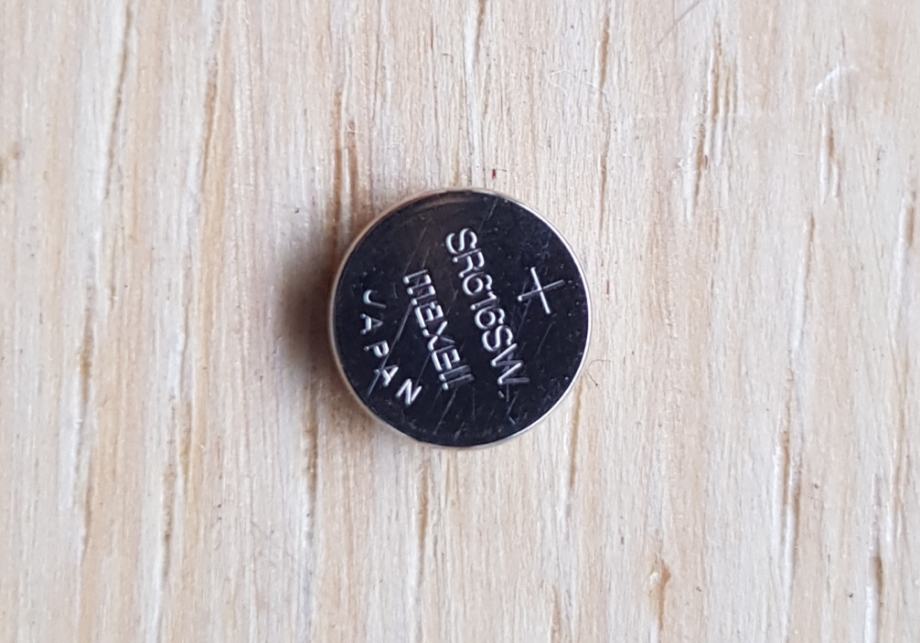 +
SR616SW
maxell
JAPAN